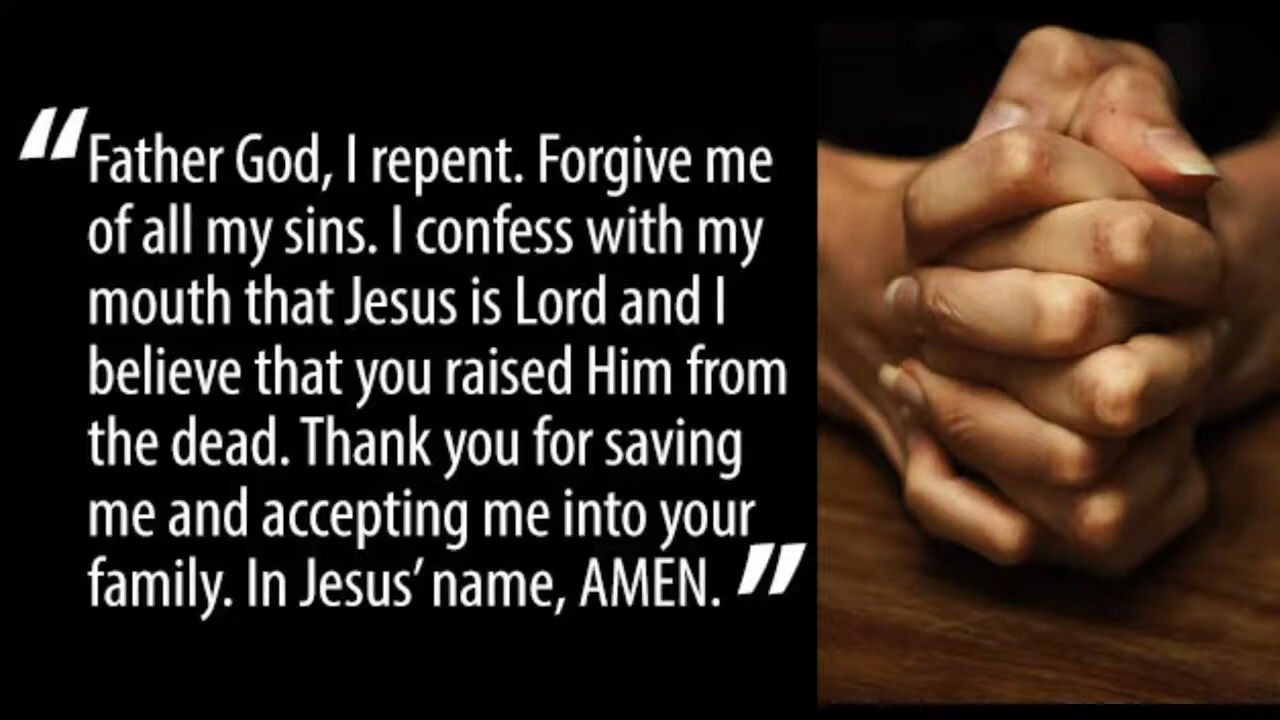 “Father God, I repent. Forgive me
of all my sins. I confess with my
mouth that Jesus is Lord and I
believe that you raised Him from
the dead. Thank you for saving
me and accepting me into your
family. In Jesus’ name, AMEN.”